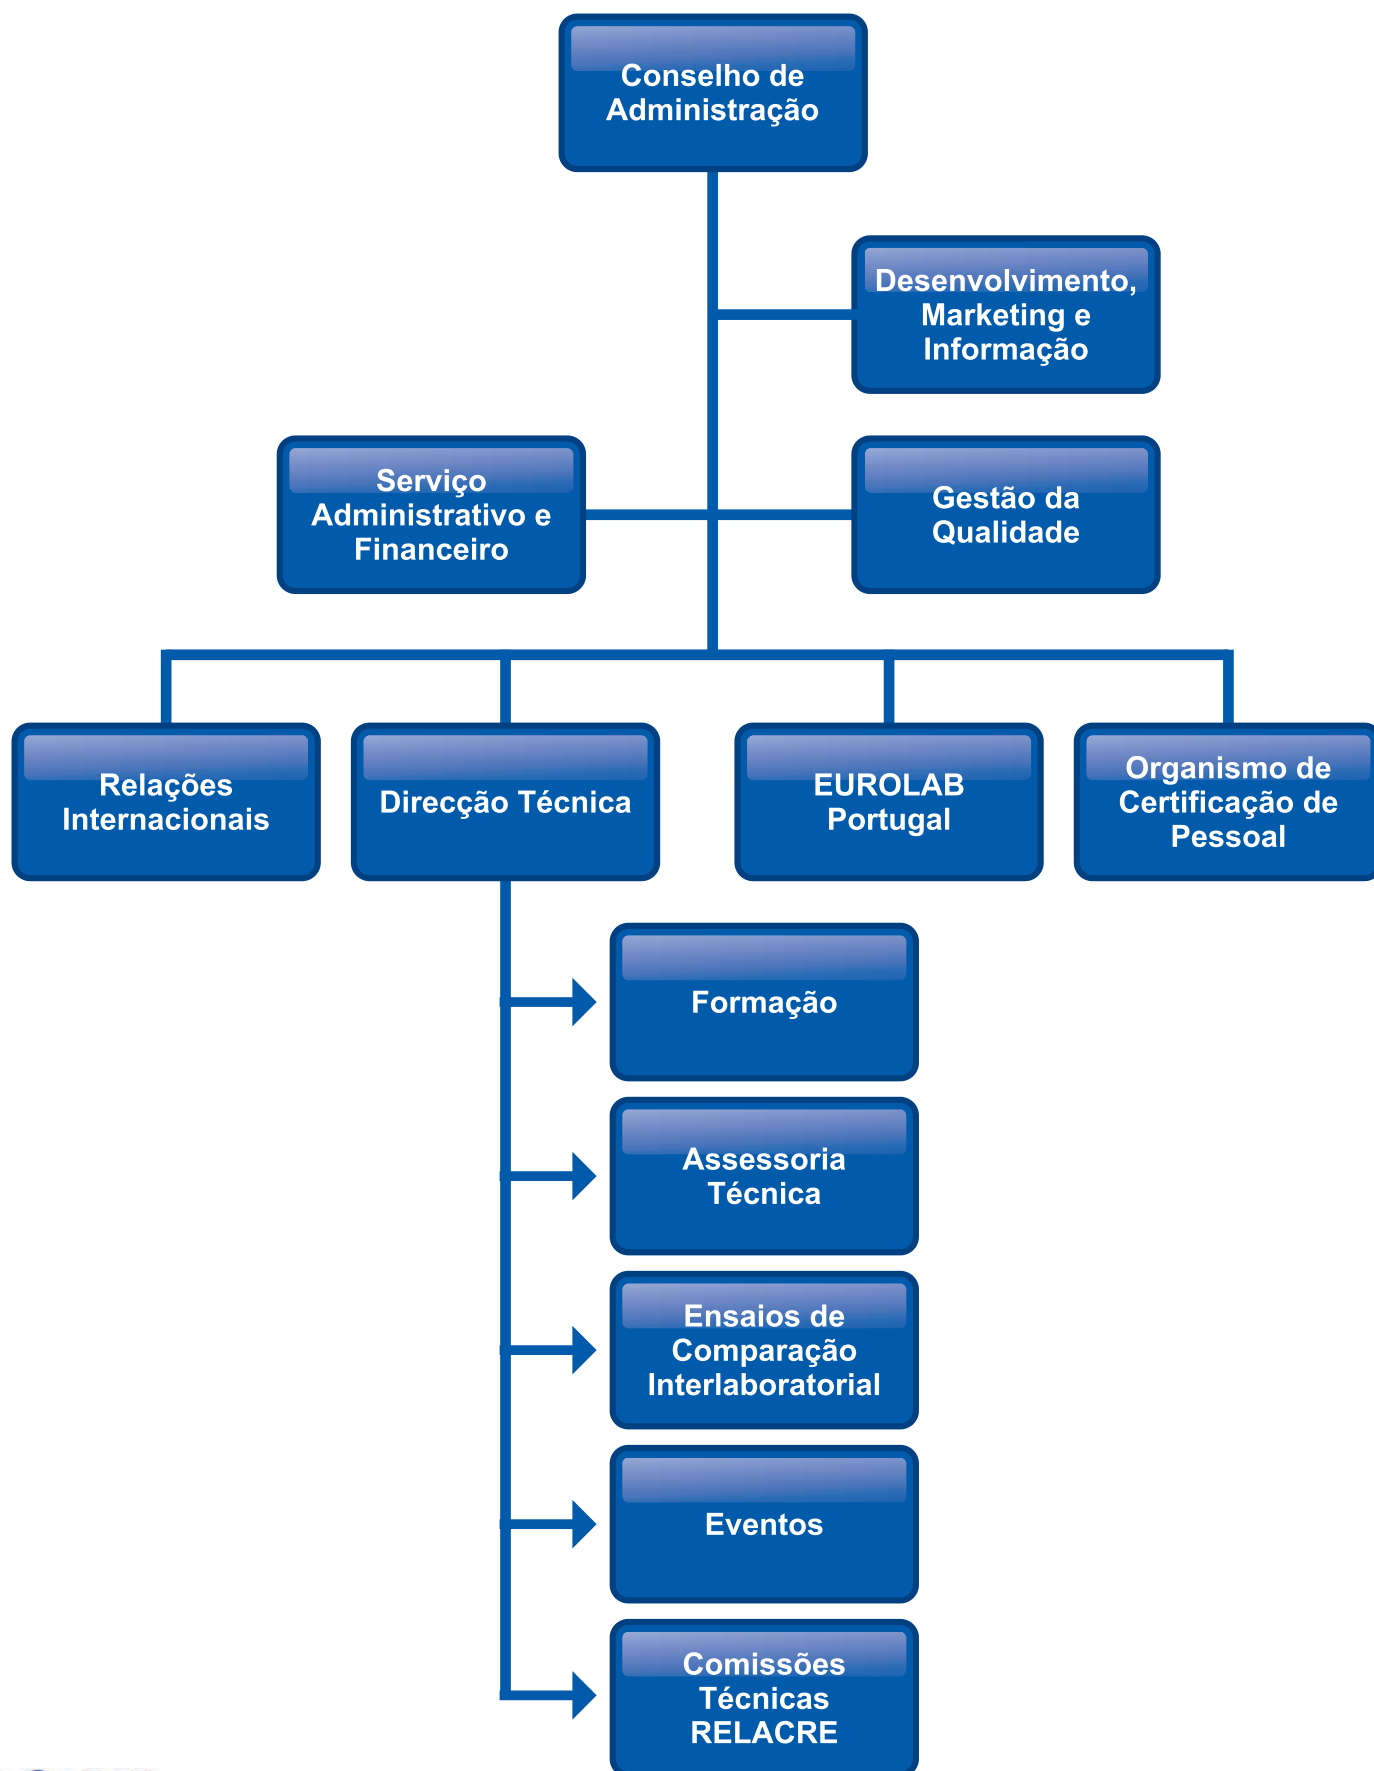 Conselho de
Administração
Desenvolvimento,
Marketing e
Informação
Serviço
Administrativo e
Financeiro
Gestão da
Qualidade
Relações
Internacionais
Direcção Técnica
EUROLAB
Portugal
Organismo de
Certificação de
Pessoal
Formação
Assessoria
Técnica
Ensaios de
Comparação
Interlaboratorial
Eventos
Comissões
Técnicas
RELACRE